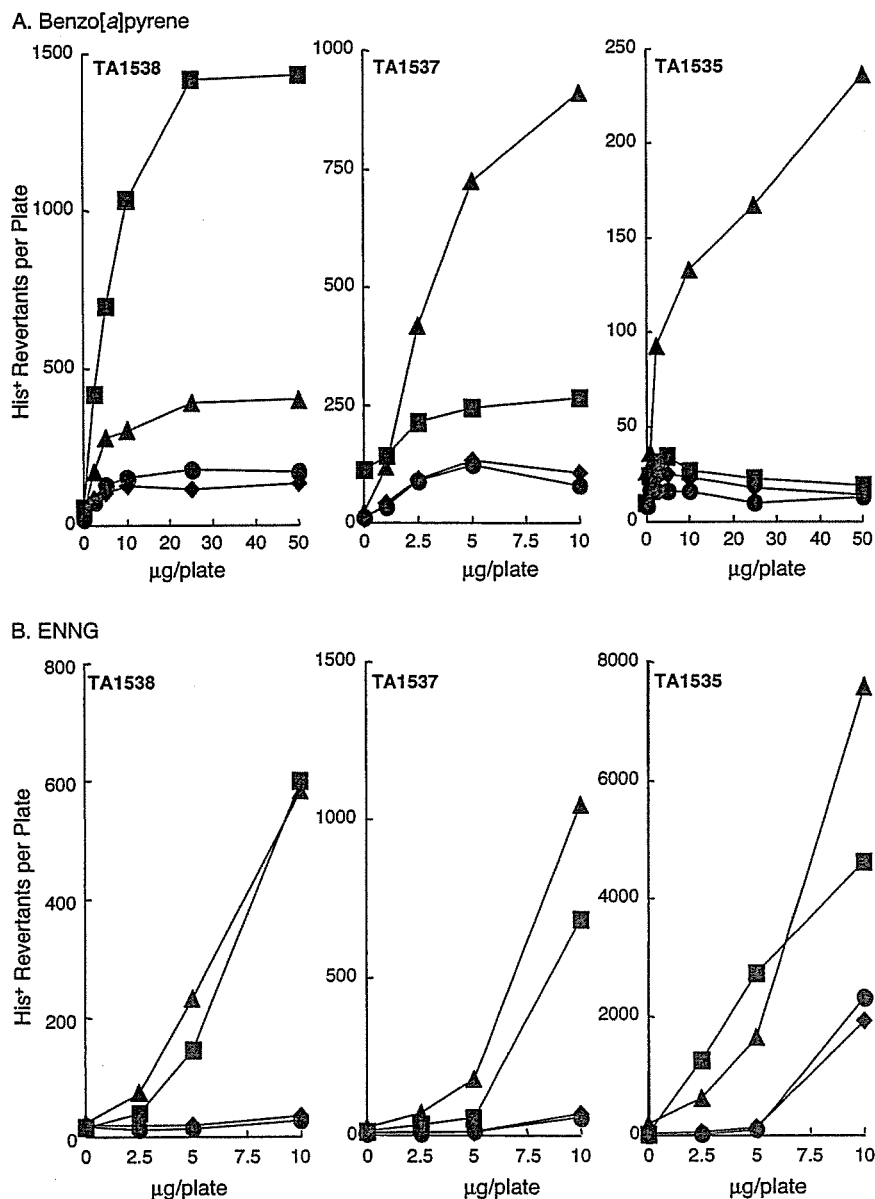 A. Benzo[a]pyrene
His⁺ Revertants per Plate
TA1538
1500
1000
500
0
0 10 20 30 40 50
µg/plate
TA1537
1000
750
500
250
0
0 2.5 5 7.5 10
µg/plate
TA1535
250
200
150
100
50
0
0 10 20 30 40 50
µg/plate
B. ENNG
His⁺ Revertants per Plate
TA1538
800
600
400
200
0
0 2.5 5 7.5 10
µg/plate
TA1537
1500
1000
500
0
0 2.5 5 7.5 10
µg/plate
TA1535
8000
6000
4000
2000
0
0 2.5 5 7.5 10
µg/plate